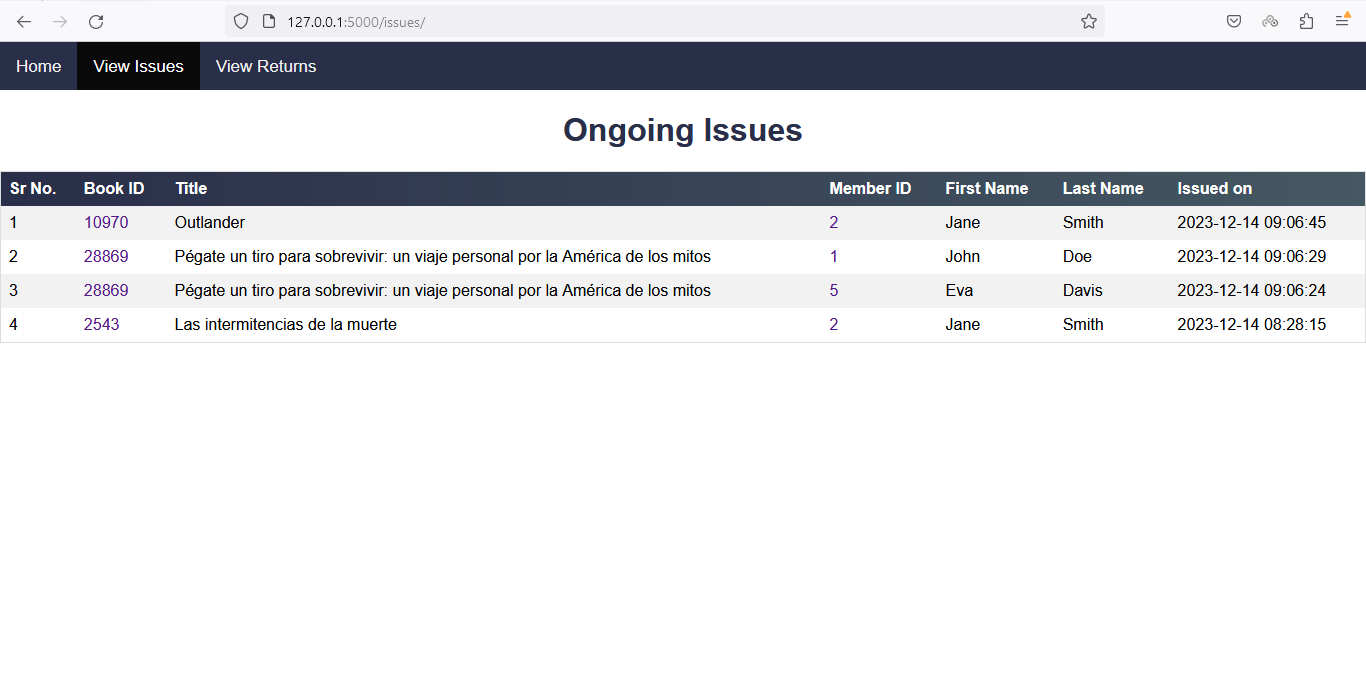 127.0.0.1:5000/issues/
Home View Issues View Returns
Ongoing Issues
Sr No. Book ID Title Member ID First Name Last Name Issued on
1 10970 Outlander 2 Jane Smith 2023-12-14 09:06:45
2 28869 Pégate un tiro para sobrevivir: un viaje personal por la América de los mitos 1 John Doe 2023-12-14 09:06:29
3 28869 Pégate un tiro para sobrevivir: un viaje personal por la América de los mitos 5 Eva Davis 2023-12-14 09:06:24
4 2543 Las intermitencias de la muerte 2 Jane Smith 2023-12-14 08:28:15